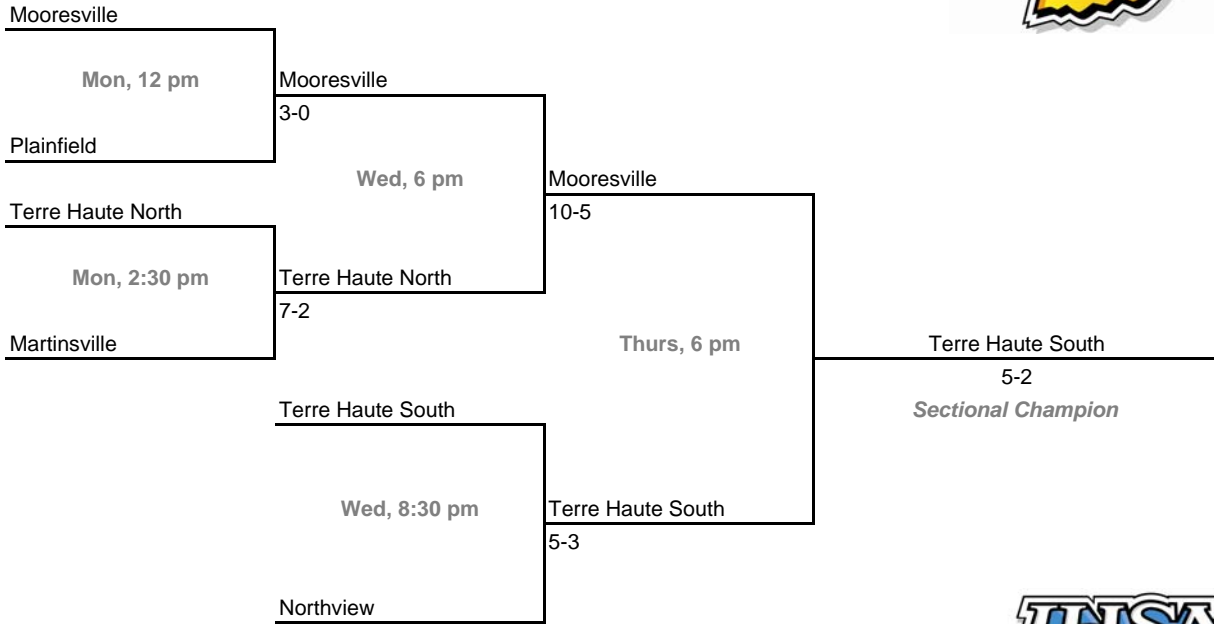 Mooresville
Mon, 12 pm
Mooresville
3-0
Plainfield
Wed, 6 pm
Mooresville
10-5
Terre Haute North
Mon, 2:30 pm
Terre Haute North
7-2
Martinsville
Thurs, 6 pm
Terre Haute South
5-2
Sectional Champion
Terre Haute South
Wed, 8:30 pm
Terre Haute South
5-3
Northview